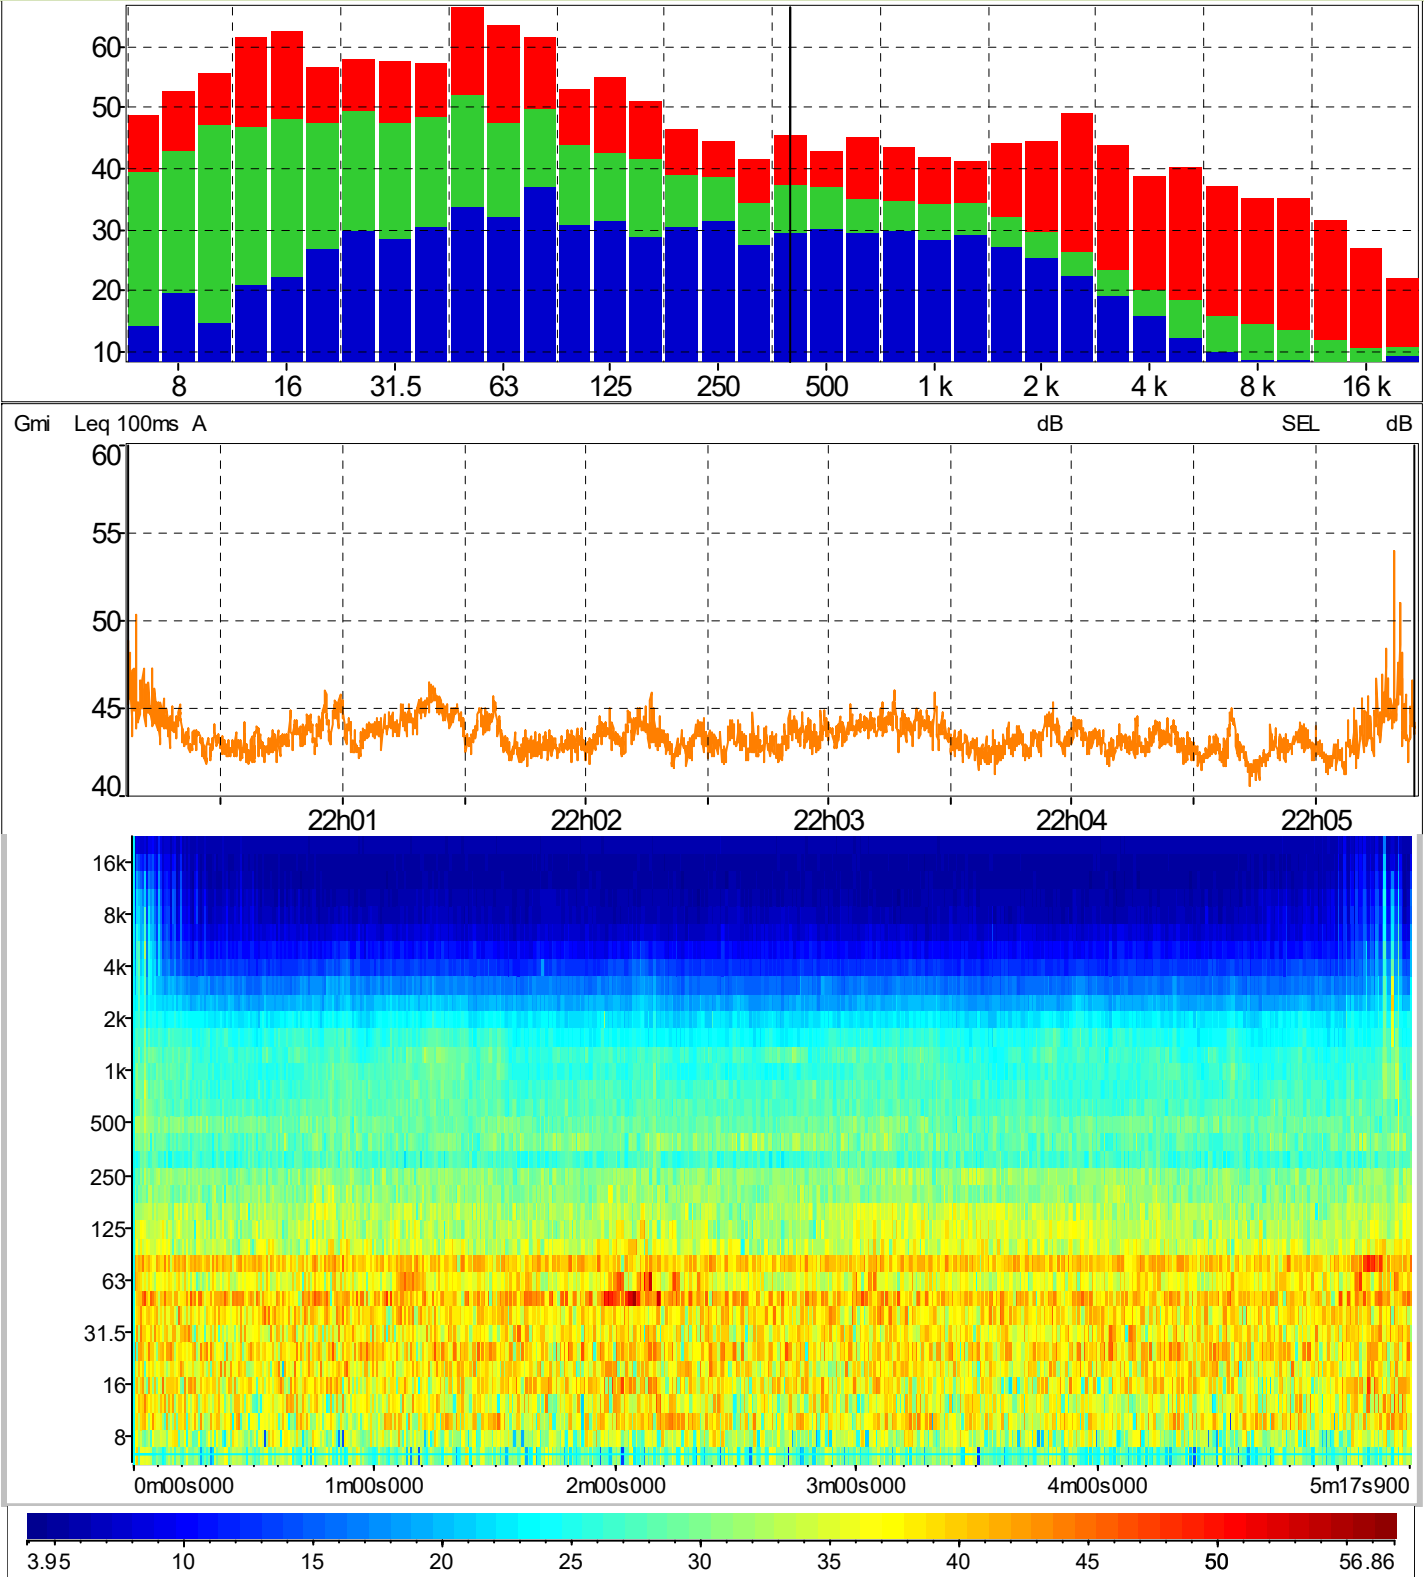 60
50
40
30
20
10
8 16 31.5 63 125 250 500 1 k 2 k 4 k 8 k 16 k
Gmi Leq 100ms A dB SEL dB
60
55
50
45
40
22h01 22h02 22h03 22h04 22h05
16k
8k
4k
2k
1k
500
250
125
63
31.5
16
8
0m00s000 1m00s000 2m00s000 3m00s000 4m00s000 5m17s900
3.95 10 15 20 25 30 35 40 45 50 56.86